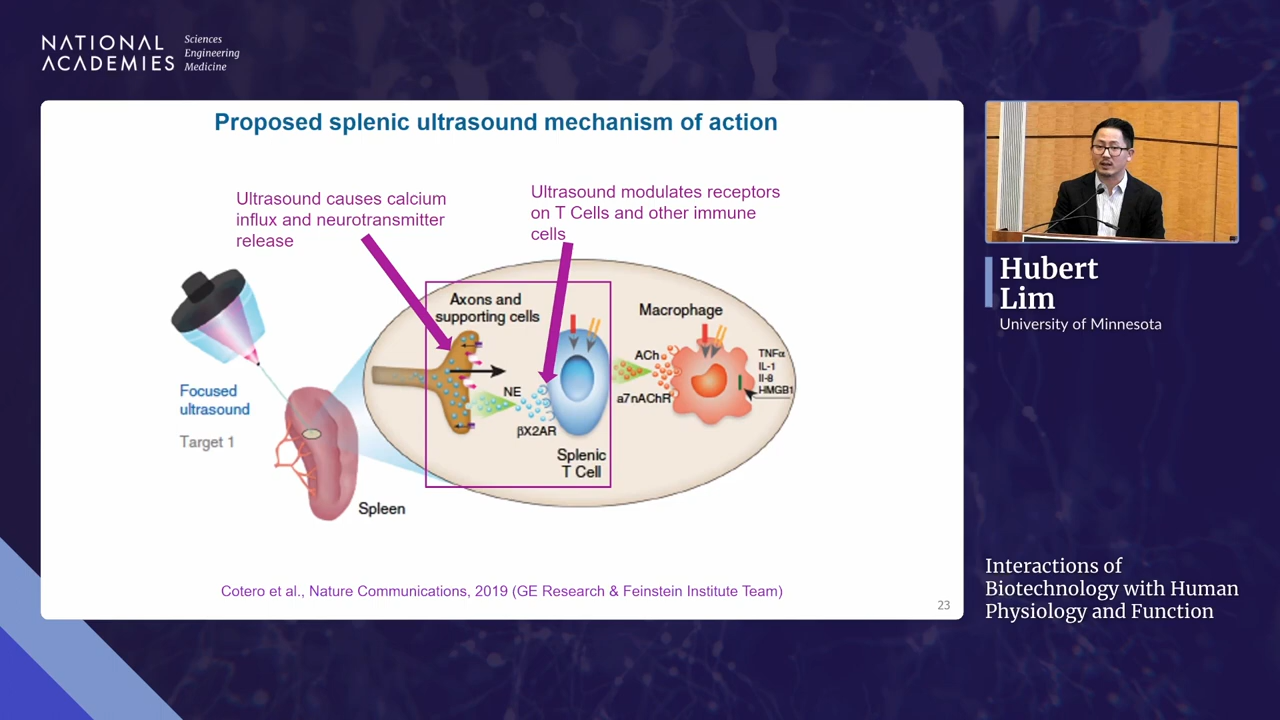 NATIONAL
ACADEMIES
Sciences
Engineering
Medicine
Proposed splenic ultrasound mechanism of action
Ultrasound causes calcium
influx and neurotransmitter
release
Ultrasound modulates receptors
on T Cells and other immune
cells
Axons and
supporting cells
Macrophage
ACh
TNFα
IL-1
Il-8
HMGB1
NE
a7nAChR
βX2AR
Splenic
T Cell
Focused
ultrasound
Target 1
Spleen
Cotero et al., Nature Communications, 2019 (GE Research & Feinstein Institute Team)
23
Hubert
Lim
University of Minnesota
Interactions of
Biotechnology with Human
Physiology and Function